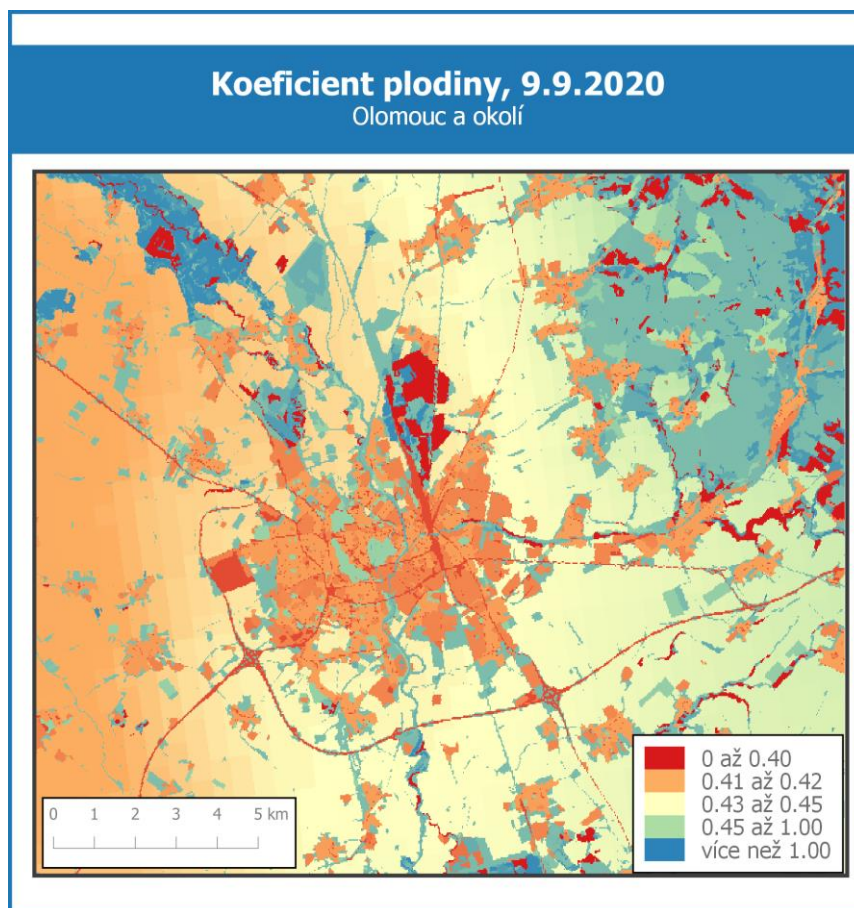 Koeficient plodiny, 9.9.2020
Olomouc a okolí
0 až 0.40
0.41 až 0.42
0.43 až 0.45
0.45 až 1.00
více než 1.00
0 1 2 3 4 5 km